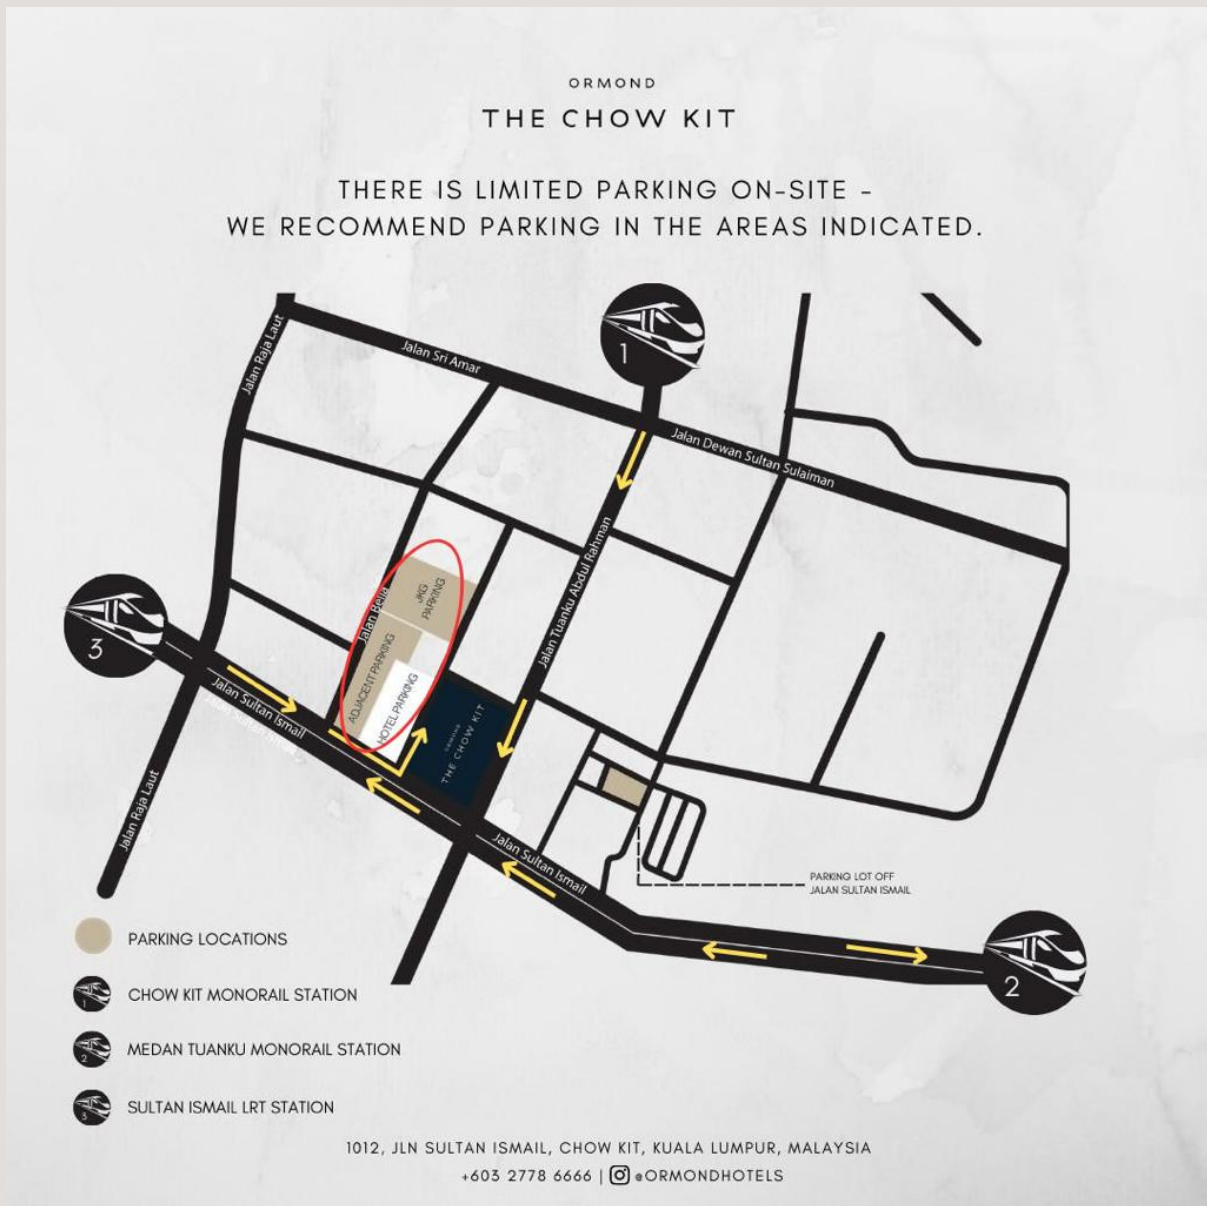 ORMOND
THE CHOW KIT
THERE IS LIMITED PARKING ON-SITE -
WE RECOMMEND PARKING IN THE AREAS INDICATED.
Jalan Raja Laut
Jalan Sri Amar
1
Jalan Dewan Sultan Sulaiman
Jalan Tuanku Abdul Rahman
Jalan Belia
JKG
PARKING
ADJACENT PARKING
HOTEL PARKING
ORMOND
THE CHOW KIT
3
Jalan Sultan Ismail
Jalan Raja Laut
Jalan Sultan Ismail
PARKING LOT OFF
JALAN SULTAN ISMAIL
2
PARKING LOCATIONS
1
CHOW KIT MONORAIL STATION
2
MEDAN TUANKU MONORAIL STATION
3
SULTAN ISMAIL LRT STATION
1012, JLN SULTAN ISMAIL, CHOW KIT, KUALA LUMPUR, MALAYSIA
+603 2778 6666 | @ORMONDHOTELS